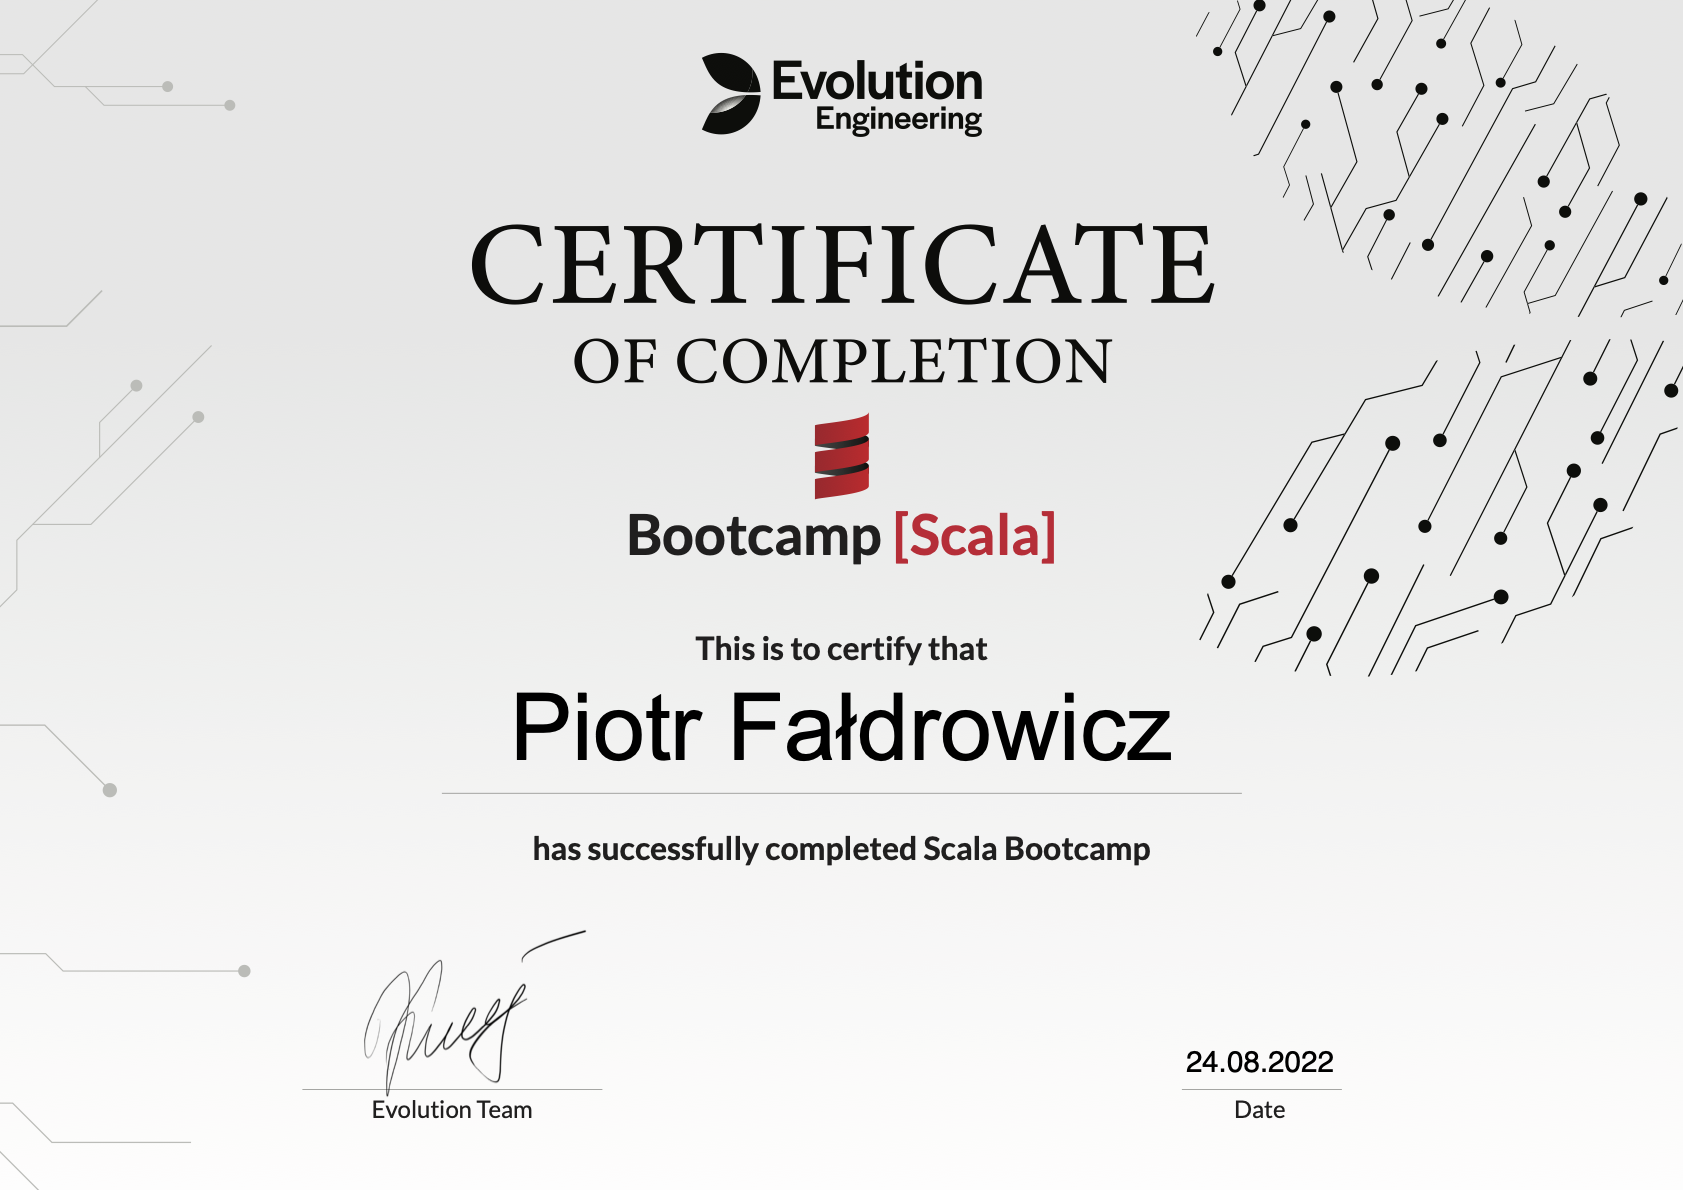 Evolution
Engineering
CERTIFICATE
OF COMPLETION
Bootcamp [Scala]
This is to certify that
Piotr Fałdrowicz
has successfully completed Scala Bootcamp
24.08.2022
Evolution Team
Date